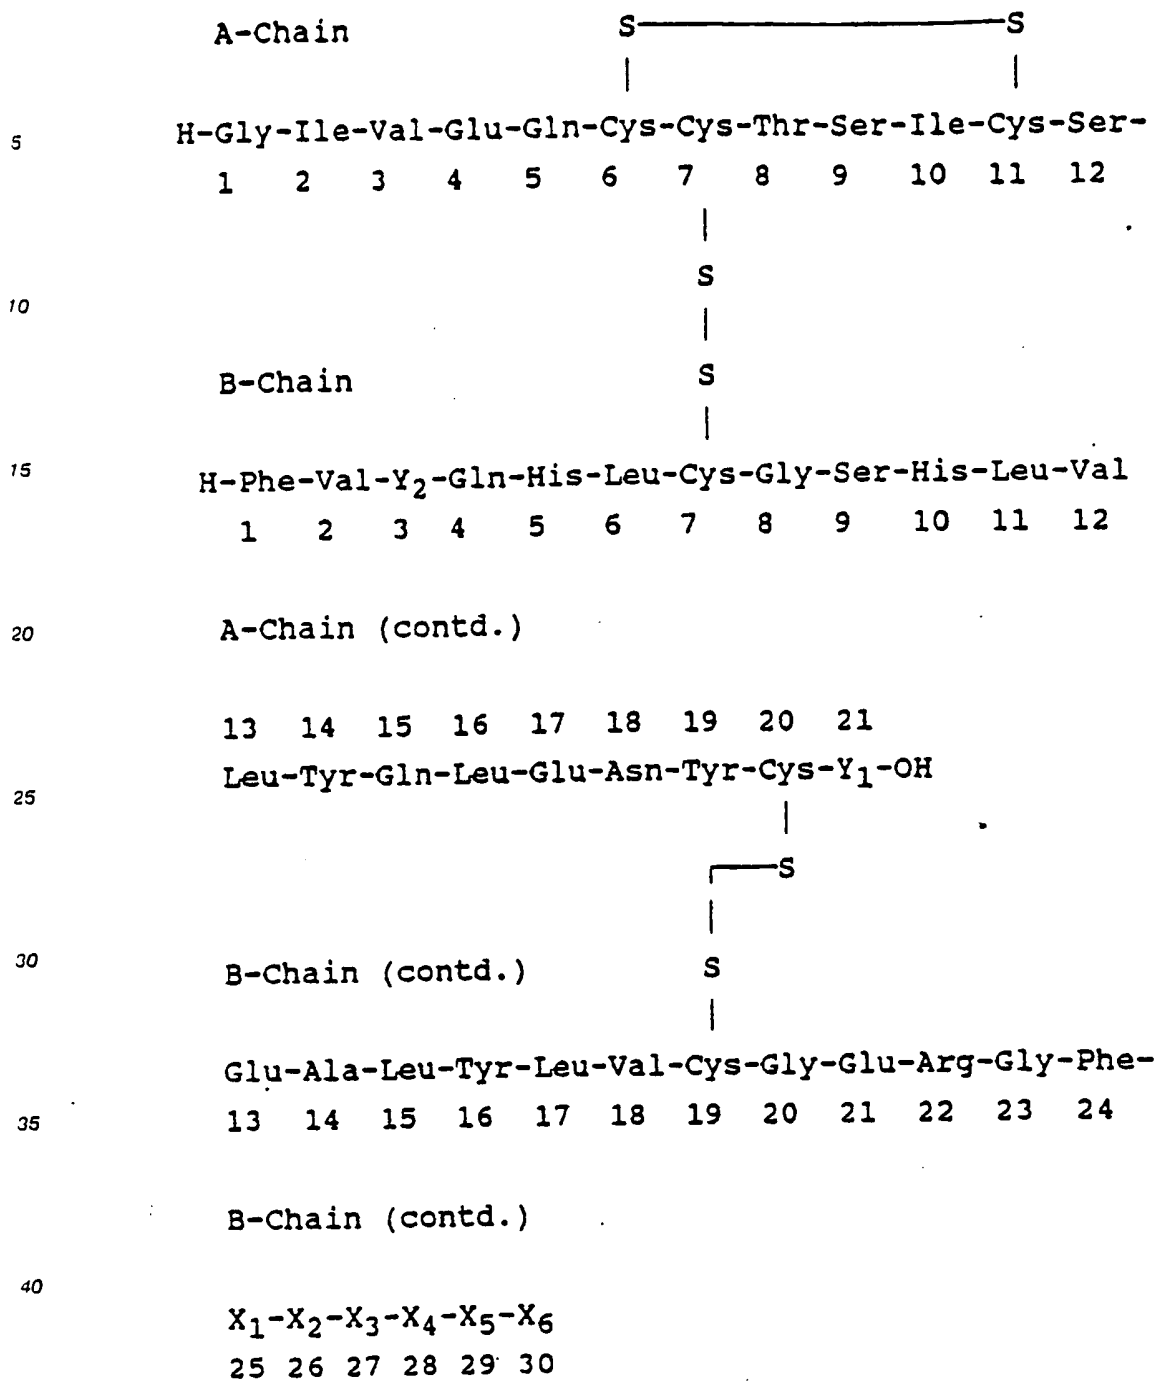 A-Chain S S
| |
5 H-Gly-Ile-Val-Glu-Gln-Cys-Cys-Thr-Ser-Ile-Cys-Ser-
1 2 3 4 5 6 7 8 9 10 11 12
|
S
10
|
B-Chain S
|
15 H-Phe-Val-Y2-Gln-His-Leu-Cys-Gly-Ser-His-Leu-Val
1 2 3 4 5 6 7 8 9 10 11 12
20 A-Chain (contd.)
13 14 15 16 17 18 19 20 21
Leu-Tyr-Gln-Leu-Glu-Asn-Tyr-Cys-Y1-OH
25
|
S
|
30 B-Chain (contd.) S
|
Glu-Ala-Leu-Tyr-Leu-Val-Cys-Gly-Glu-Arg-Gly-Phe-
35 13 14 15 16 17 18 19 20 21 22 23 24
B-Chain (contd.)
40
X1-X2-X3-X4-X5-X6
25 26 27 28 29 30